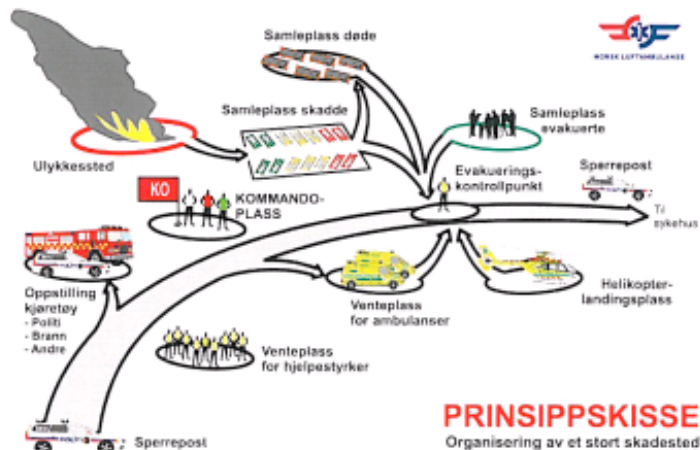 Samleplass døde
NORSK LUFTAMBULANSE
Samleplass skadde
Samleplass
evakuerte
Ulykkessted
Evakuerings-
kontrollpunkt
Sperrepost
KO
KOMMANDO-
PLASS
Til
sykehus
Oppstilling
kjøretøy
- Politi
- Brann
- Andre
Venteplass
for ambulanser
Helikopter-
landingsplass
Venteplass
for hjelpestyrker
Sperrepost
PRINSIPPSKISSE
Organisering av et stort skadested